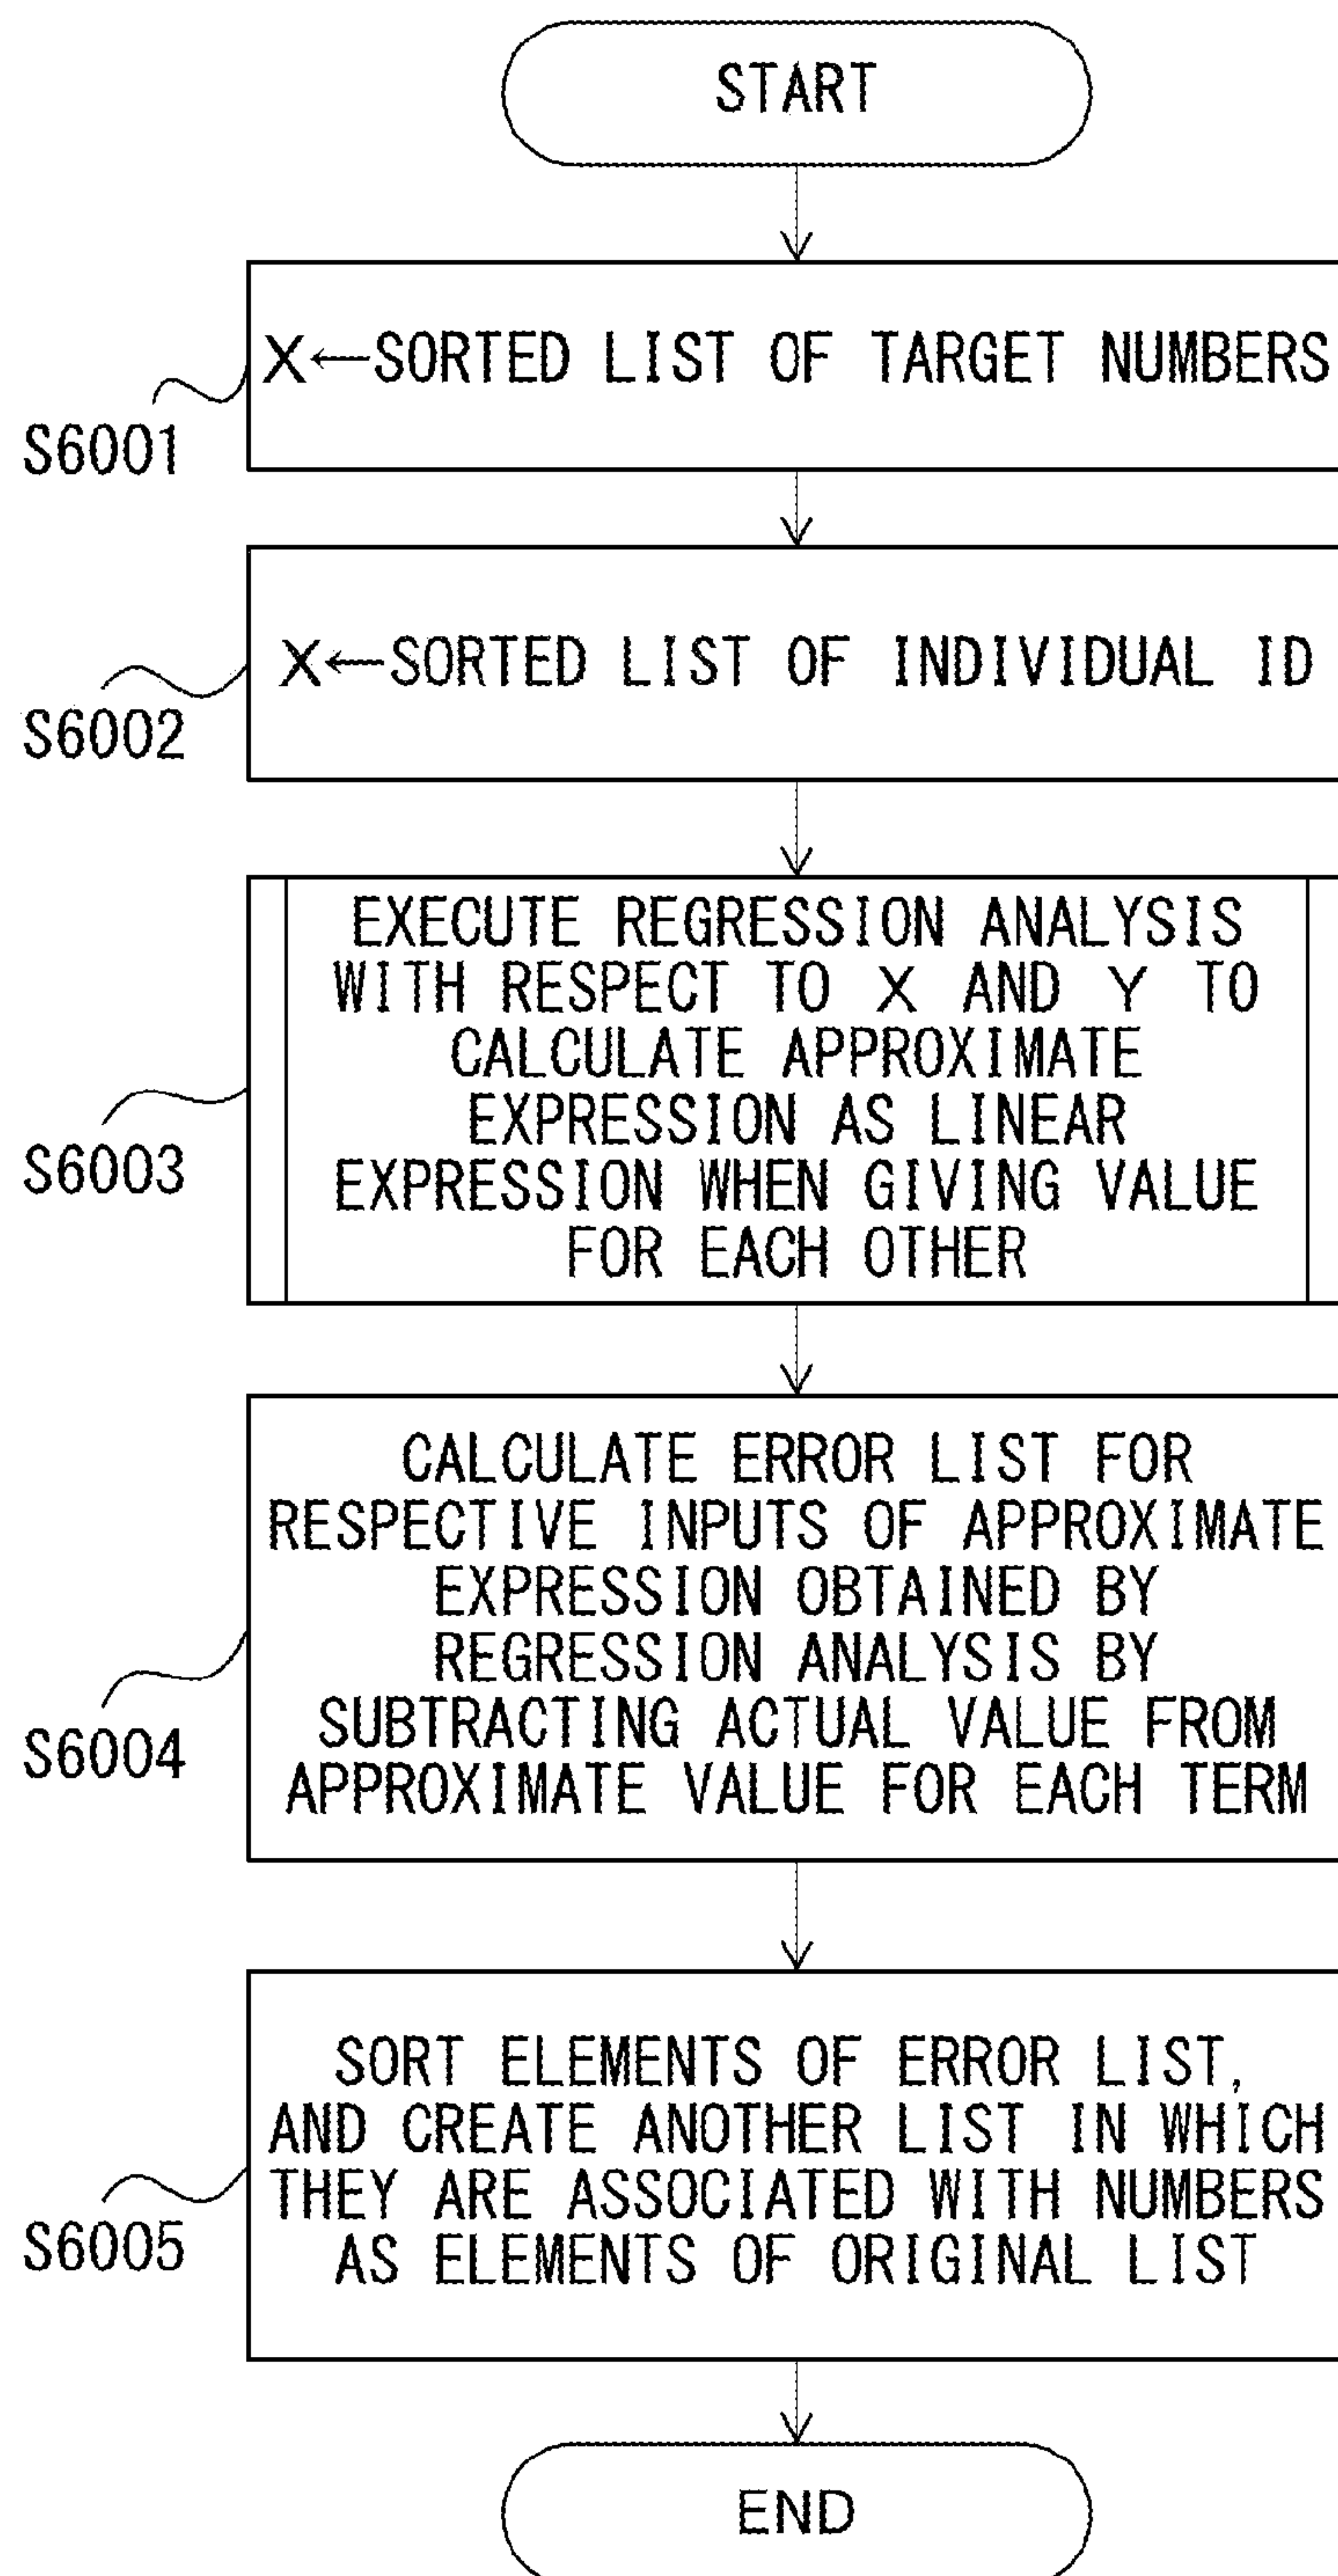 START
X←SORTED LIST OF TARGET NUMBERS
S6001
X←SORTED LIST OF INDIVIDUAL ID
S6002
EXECUTE REGRESSION ANALYSIS
WITH RESPECT TO X AND Y TO
CALCULATE APPROXIMATE
EXPRESSION AS LINEAR
EXPRESSION WHEN GIVING VALUE
FOR EACH OTHER
S6003
CALCULATE ERROR LIST FOR
RESPECTIVE INPUTS OF APPROXIMATE
EXPRESSION OBTAINED BY
REGRESSION ANALYSIS BY
SUBTRACTING ACTUAL VALUE FROM
APPROXIMATE VALUE FOR EACH TERM
S6004
SORT ELEMENTS OF ERROR LIST,
AND CREATE ANOTHER LIST IN WHICH
THEY ARE ASSOCIATED WITH NUMBERS
AS ELEMENTS OF ORIGINAL LIST
S6005
END